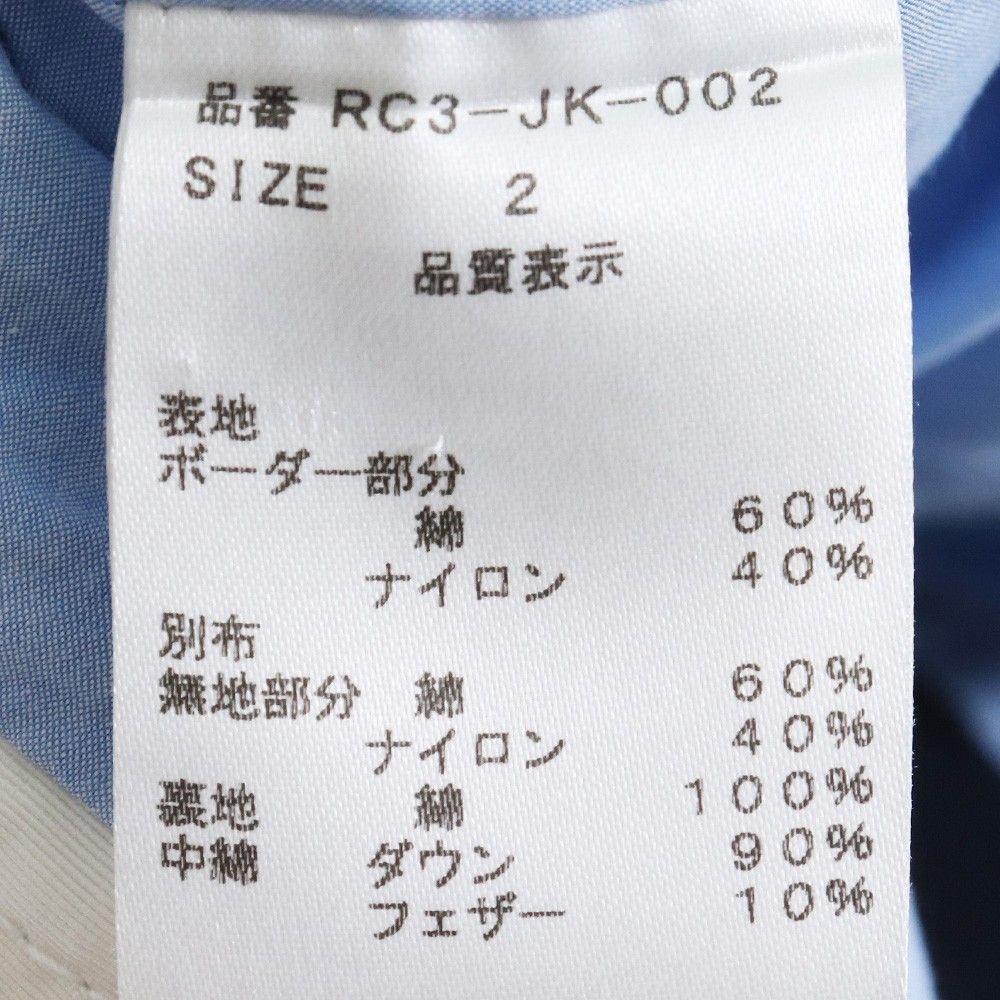 品番 RC3-JK-002
SIZE 2
品質表示
表地
ボーダー部分
綿 60%
ナイロン 40%
別布
無地部分 綿 60%
ナイロン 40%
裏地 綿 100%
中綿 ダウン 90%
フェザー 10%